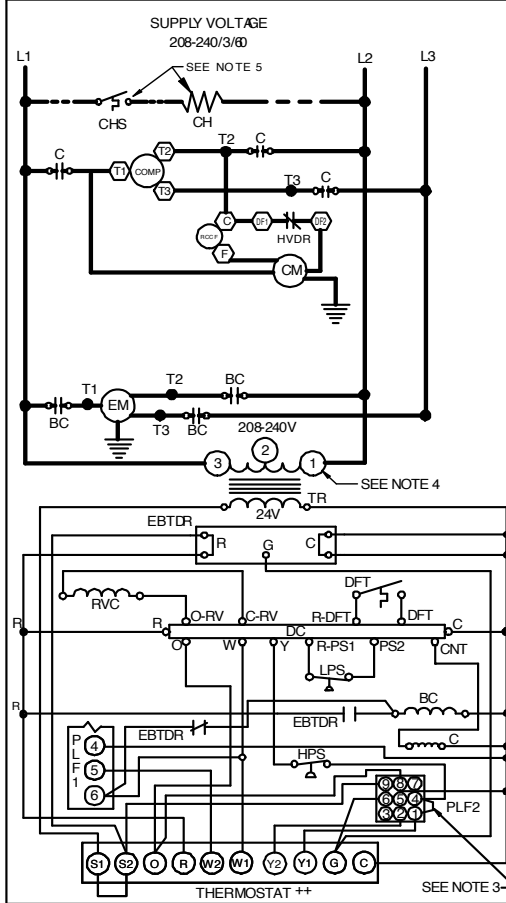 SUPPLY VOLTAGE
208-240/3/60
L1 L2 L3
SEE NOTE 5
CHS CH
C T2 C
T1 COMP T2
T3 T3 C
C DF1 DF2
HVDR
RCCF
F CM
T1 EM T2 BC
BC T3 BC
208-240V
3 2 1
SEE NOTE 4
TR
24V
EBTDR
R G C
DFT
RVC O-RV C-RV R-DFT DFT
R DC C
O W Y R-PS1 PS2 CNT
LPS
R EBTDR BC
EBTDR C
PLF1 4 5 6
HPS
9 8 7
6 5 4
3 2 1
PLF2
S1 S2 O R W2 W1 Y2 Y1 G C
THERMOSTAT ++
SEE NOTE 3